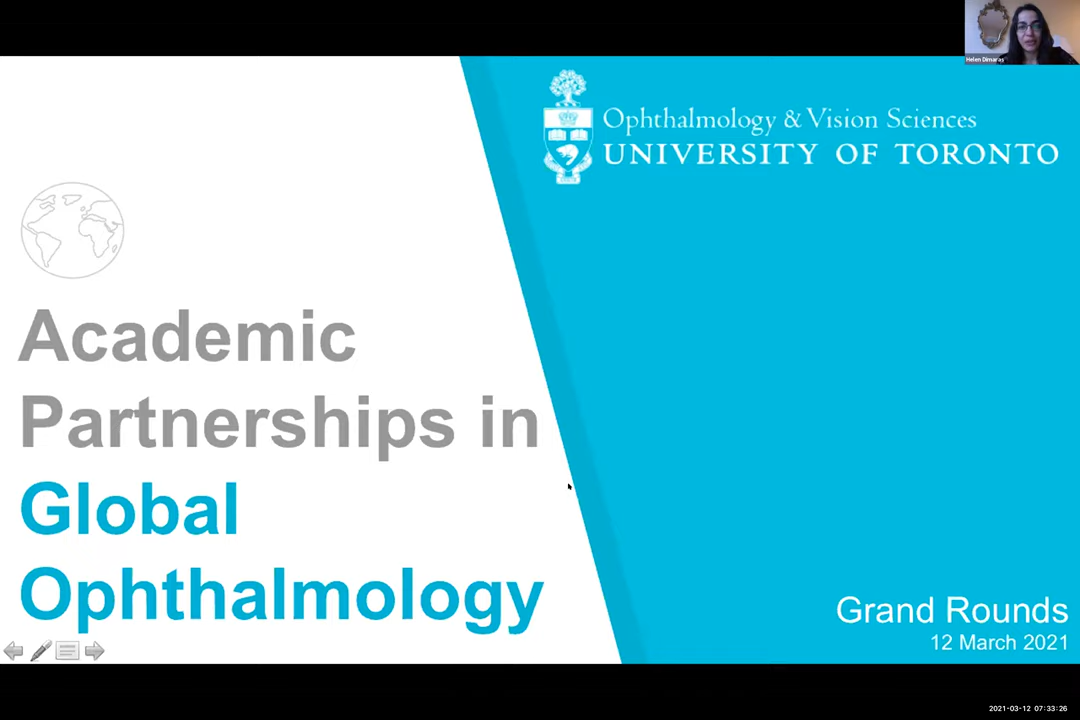 Helen Dimaras
Ophthalmology & Vision Sciences
UNIVERSITY OF TORONTO
Academic
Partnerships in
Global
Ophthalmology
Grand Rounds
12 March 2021
2021-03-12 07:33:26